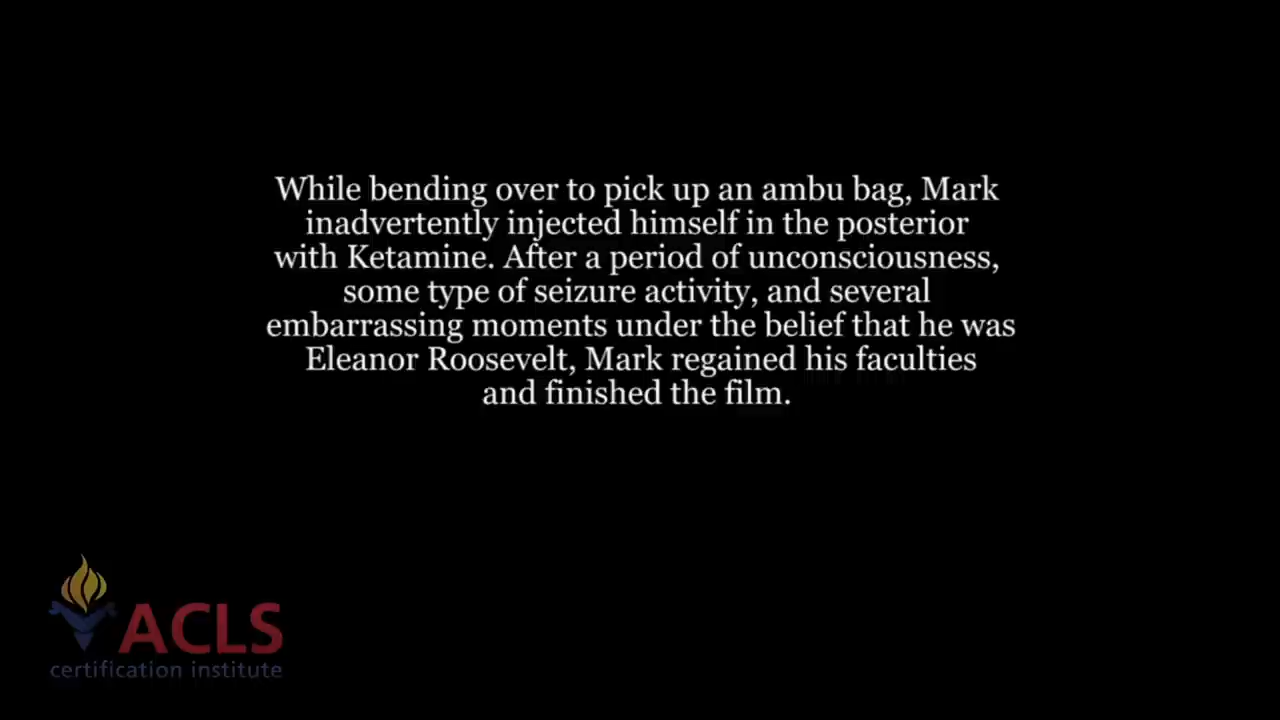 While bending over to pick up an ambu bag, Mark
inadvertently injected himself in the posterior
with Ketamine. After a period of unconsciousness,
some type of seizure activity, and several
embarrassing moments under the belief that he was
Eleanor Roosevelt, Mark regained his faculties
and finished the film.
ACLS
certification institute